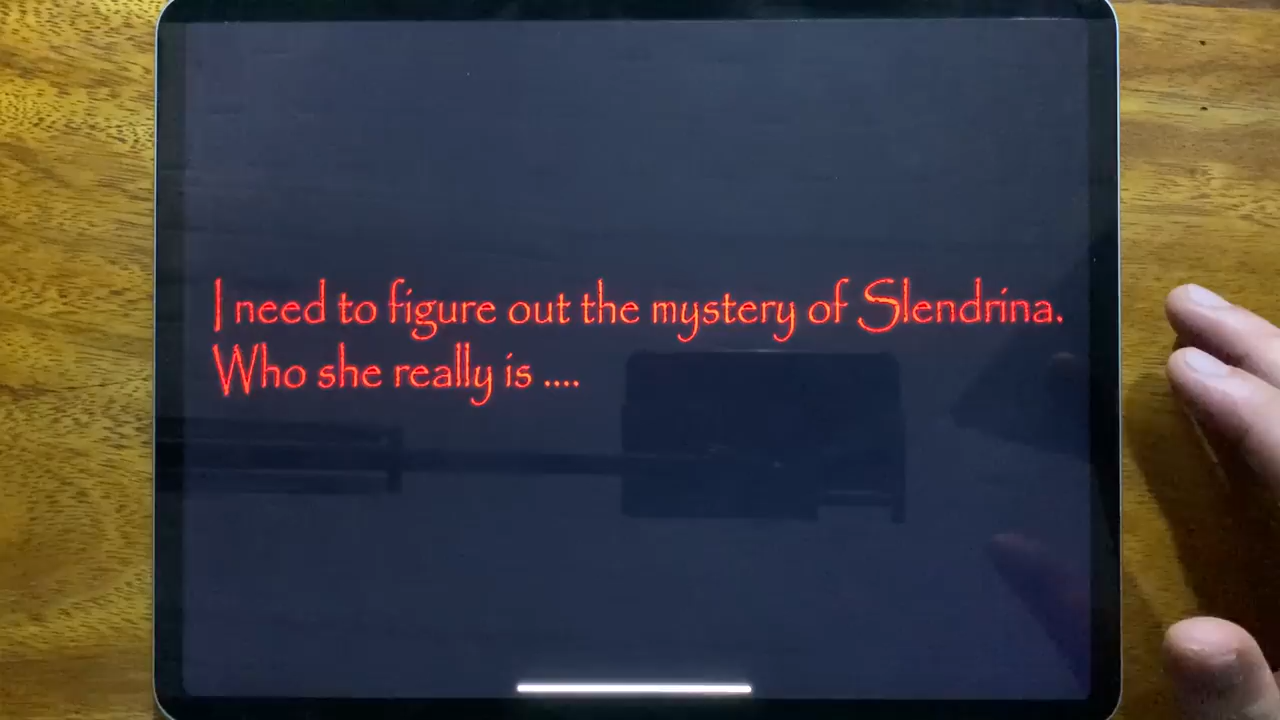 I need to figure out the mystery of Slendrina.
Who she really is ....